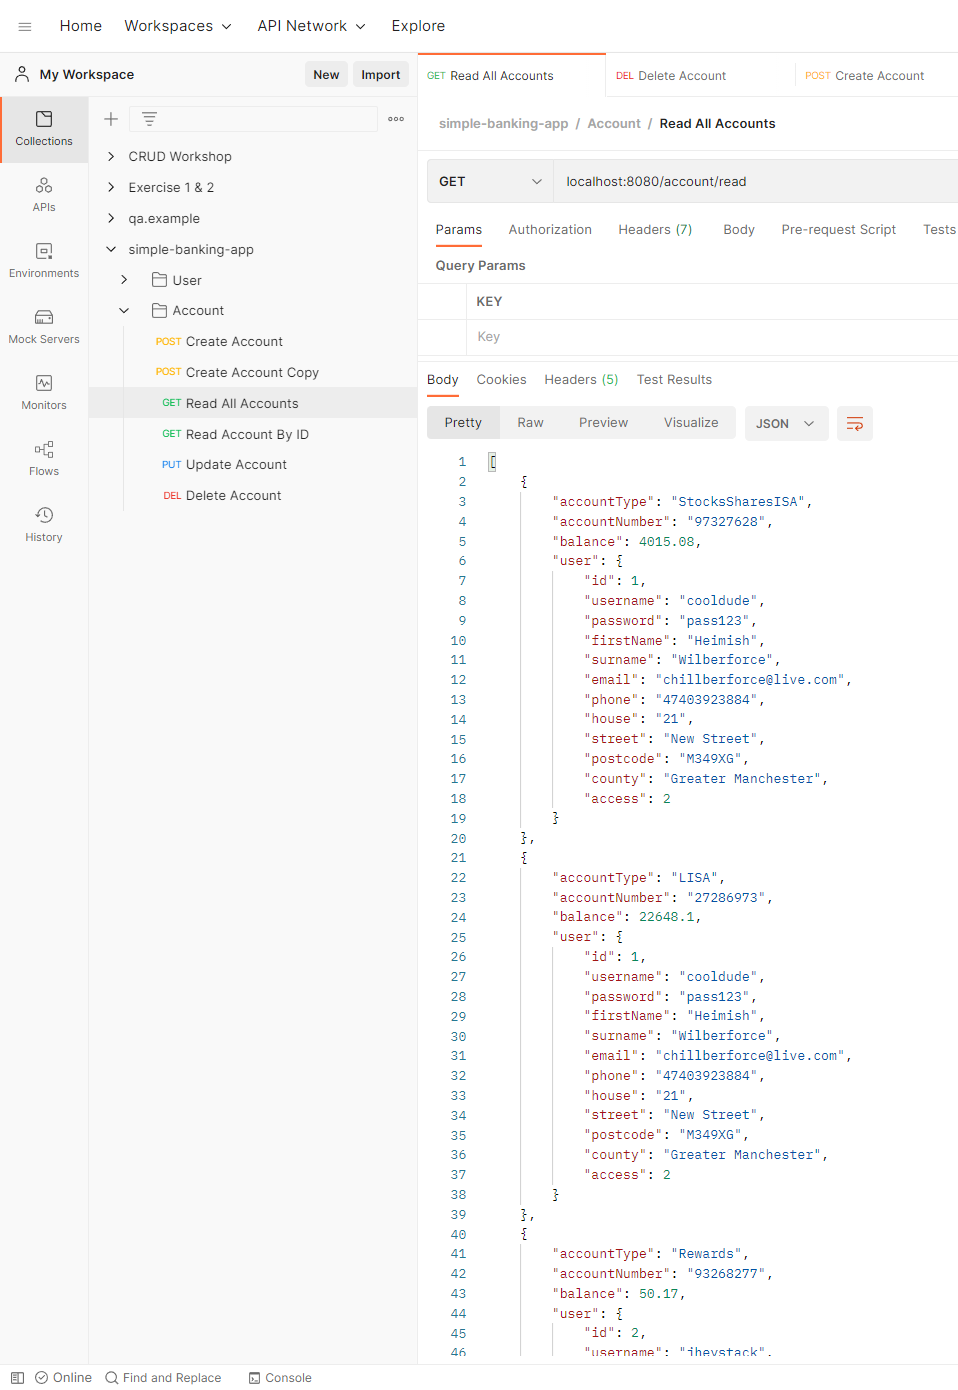 Home Workspaces API Network Explore
My Workspace New Import
GET Read All Accounts DEL Delete Account POST Create Account
Collections
APIs
Environments
Mock Servers
Monitors
Flows
History
CRUD Workshop
Exercise 1 & 2
qa.example
simple-banking-app
User
Account
POST Create Account
POST Create Account Copy
GET Read All Accounts
GET Read Account By ID
PUT Update Account
DEL Delete Account
simple-banking-app / Account / Read All Accounts
GET localhost:8080/account/read
Params Authorization Headers (7) Body Pre-request Script Tests
Query Params
KEY
Key
Body Cookies Headers (5) Test Results
Pretty Raw Preview Visualize JSON
1 [
2 {
3 "accountType": "StocksSharesISA",
4 "accountNumber": "97327628",
5 "balance": 4015.08,
6 "user": {
7 "id": 1,
8 "username": "cooldude",
9 "password": "pass123",
10 "firstName": "Heimish",
11 "surname": "Wilberforce",
12 "email": "chillberforce@live.com",
13 "phone": "47403923884",
14 "house": "21",
15 "street": "New Street",
16 "postcode": "M349XG",
17 "county": "Greater Manchester",
18 "access": 2
19 }
20 },
21 {
22 "accountType": "LISA",
23 "accountNumber": "27286973",
24 "balance": 22648.1,
25 "user": {
26 "id": 1,
27 "username": "cooldude",
28 "password": "pass123",
29 "firstName": "Heimish",
30 "surname": "Wilberforce",
31 "email": "chillberforce@live.com",
32 "phone": "47403923884",
33 "house": "21",
34 "street": "New Street",
35 "postcode": "M349XG",
36 "county": "Greater Manchester",
37 "access": 2
38 }
39 },
40 {
41 "accountType": "Rewards",
42 "accountNumber": "93268277",
43 "balance": 50.17,
44 "user": {
45 "id": 2,
46 "username": "jheystack",
Online Find and Replace Console